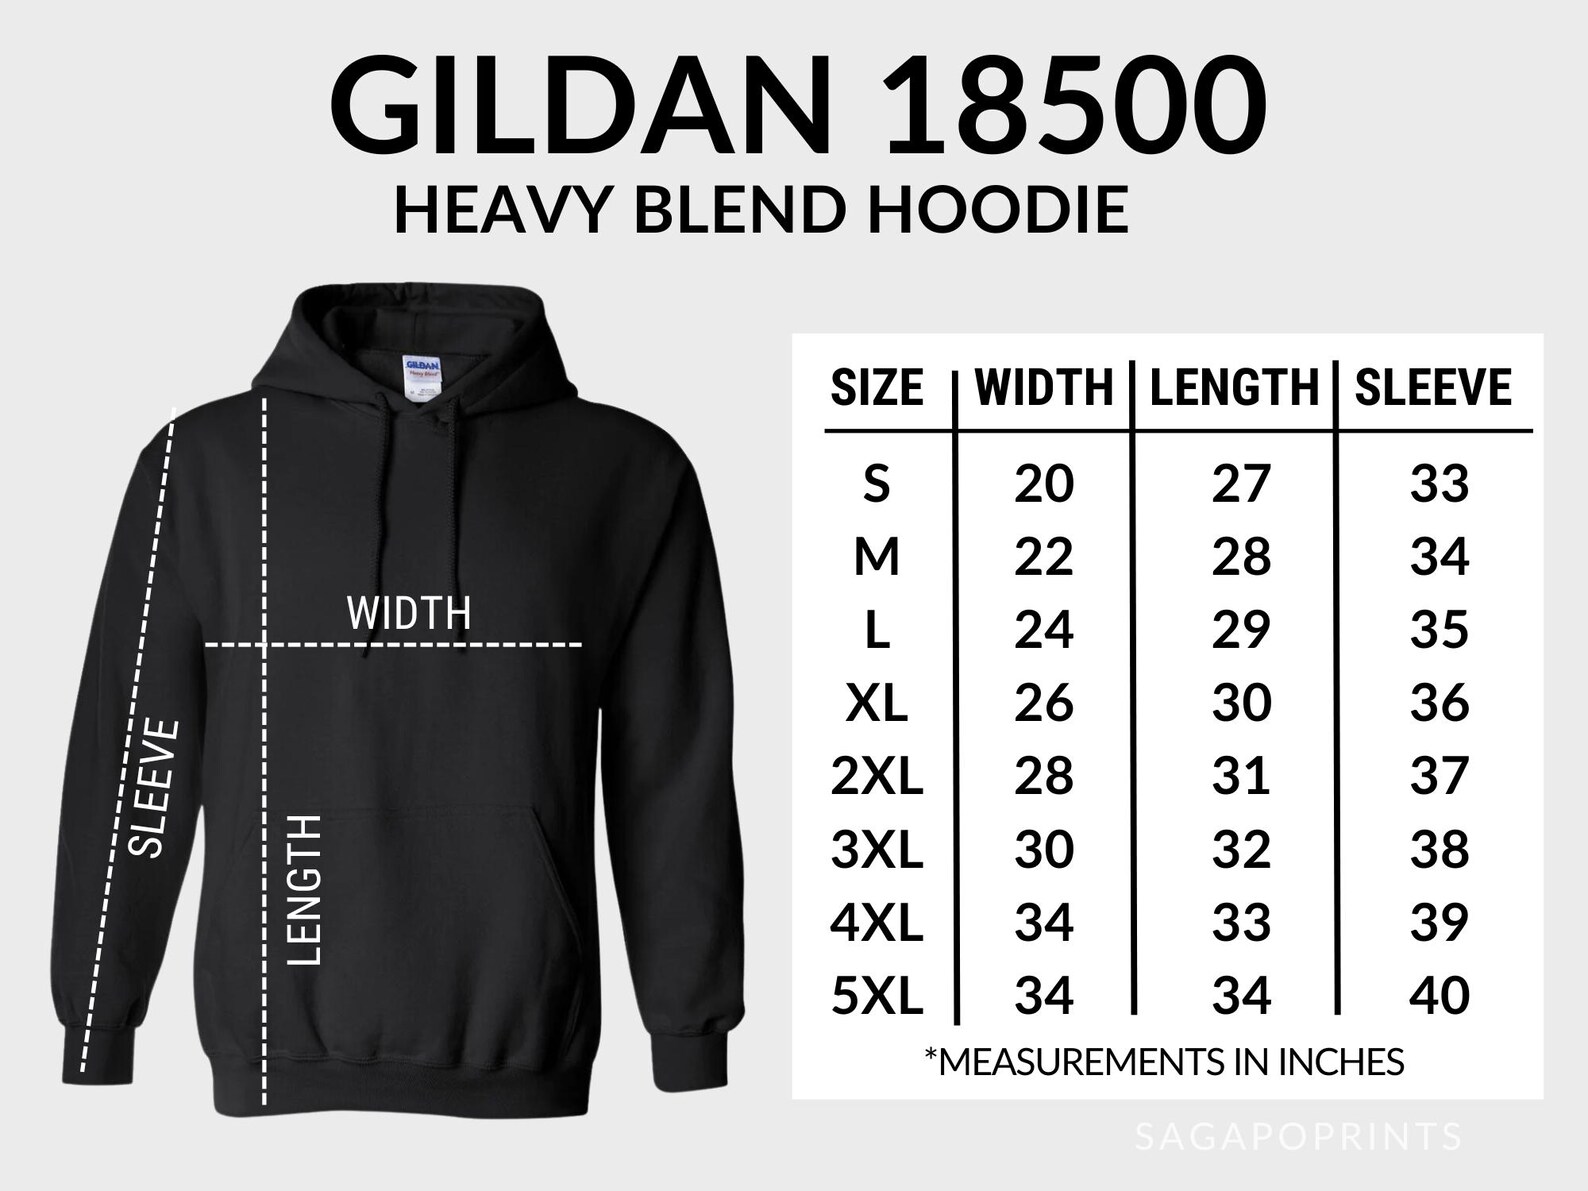 GILDAN 18500
HEAVY BLEND HOODIE
GILDAN
Heavy Blend
WIDTH
SLEEVE
LENGTH
SIZE WIDTH LENGTH SLEEVE
S 20 27 33
M 22 28 34
L 24 29 35
XL 26 30 36
2XL 28 31 37
3XL 30 32 38
4XL 34 33 39
5XL 34 34 40
*MEASUREMENTS IN INCHES
SAGAPOPRINTS